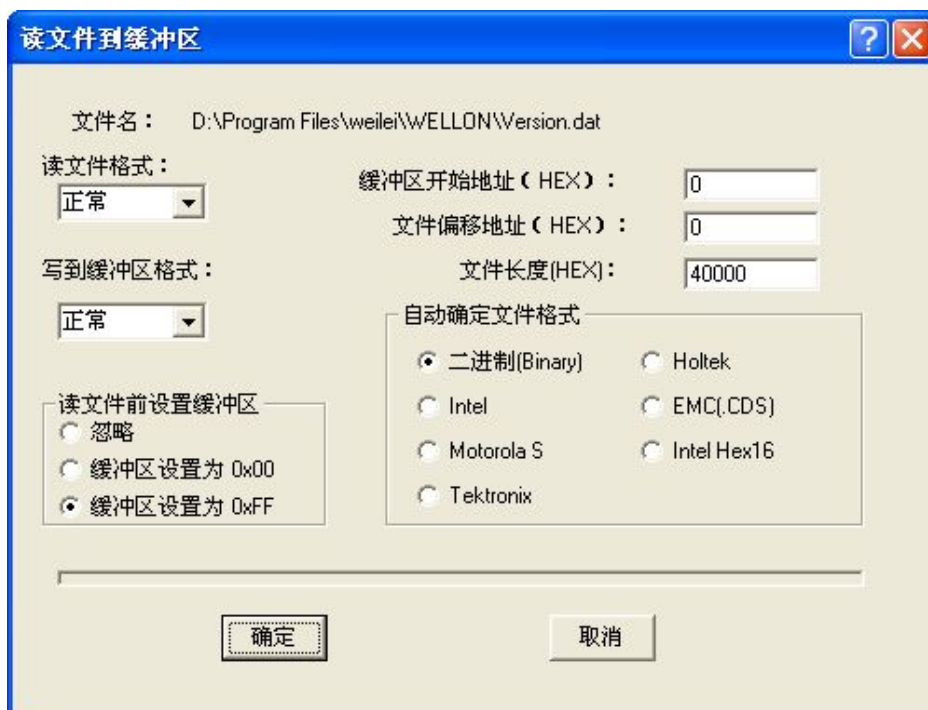 读文件到缓冲区
文件名： D:\Program Files\weilei\WELLON\Version.dat
读文件格式：
正常
缓冲区开始地址（HEX）： 0
文件偏移地址（HEX）： 0
写到缓冲区格式：
文件长度(HEX)： 40000
正常
自动确定文件格式
二进制(Binary) Holtek
Intel EMC(.CDS)
Motorola S Intel Hex16
Tektronix
读文件前设置缓冲区
忽略
缓冲区设置为 0x00
缓冲区设置为 0xFF
确定 取消